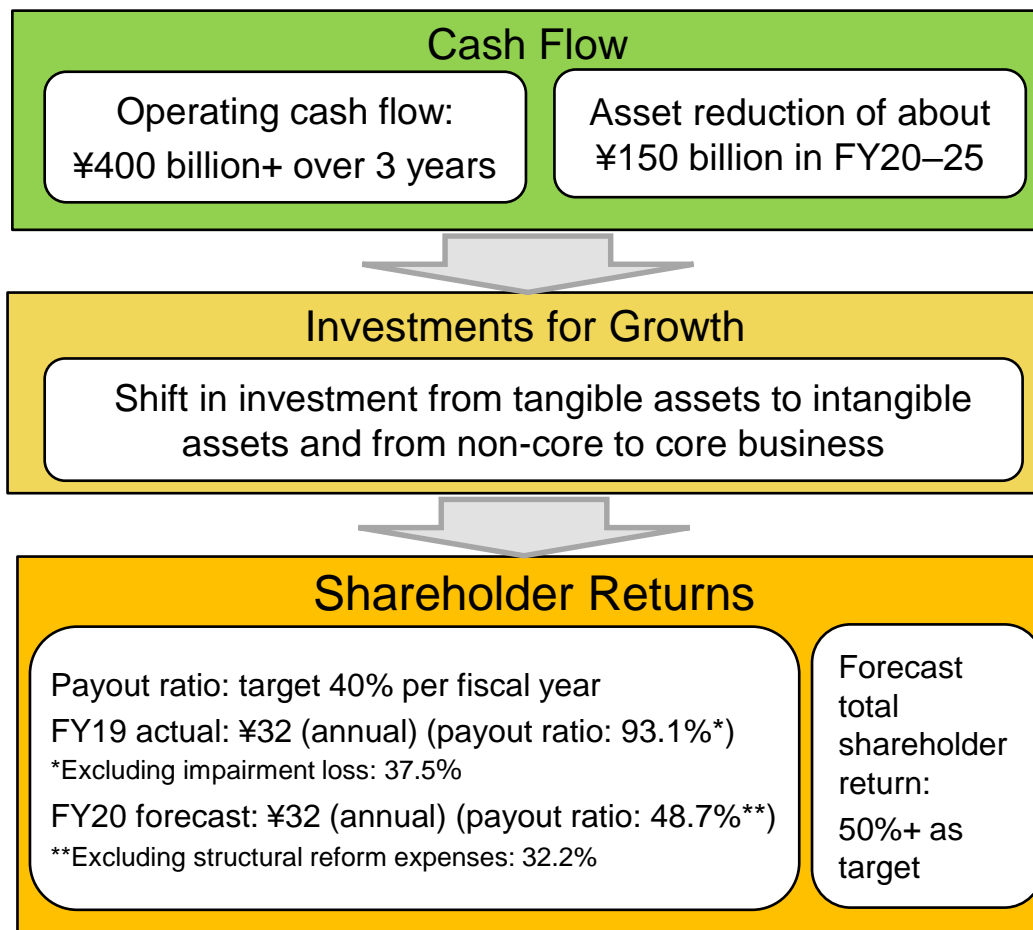 Cash Flow
Operating cash flow:
¥400 billion+ over 3 years
Asset reduction of about
¥150 billion in FY20–25
Investments for Growth
Shift in investment from tangible assets to intangible
assets and from non-core to core business
Shareholder Returns
Payout ratio: target 40% per fiscal year
FY19 actual: ¥32 (annual) (payout ratio: 93.1%*)
*Excluding impairment loss: 37.5%
FY20 forecast: ¥32 (annual) (payout ratio: 48.7%**)
**Excluding structural reform expenses: 32.2%
Forecast
total
shareholder
return:
50%+ as
target